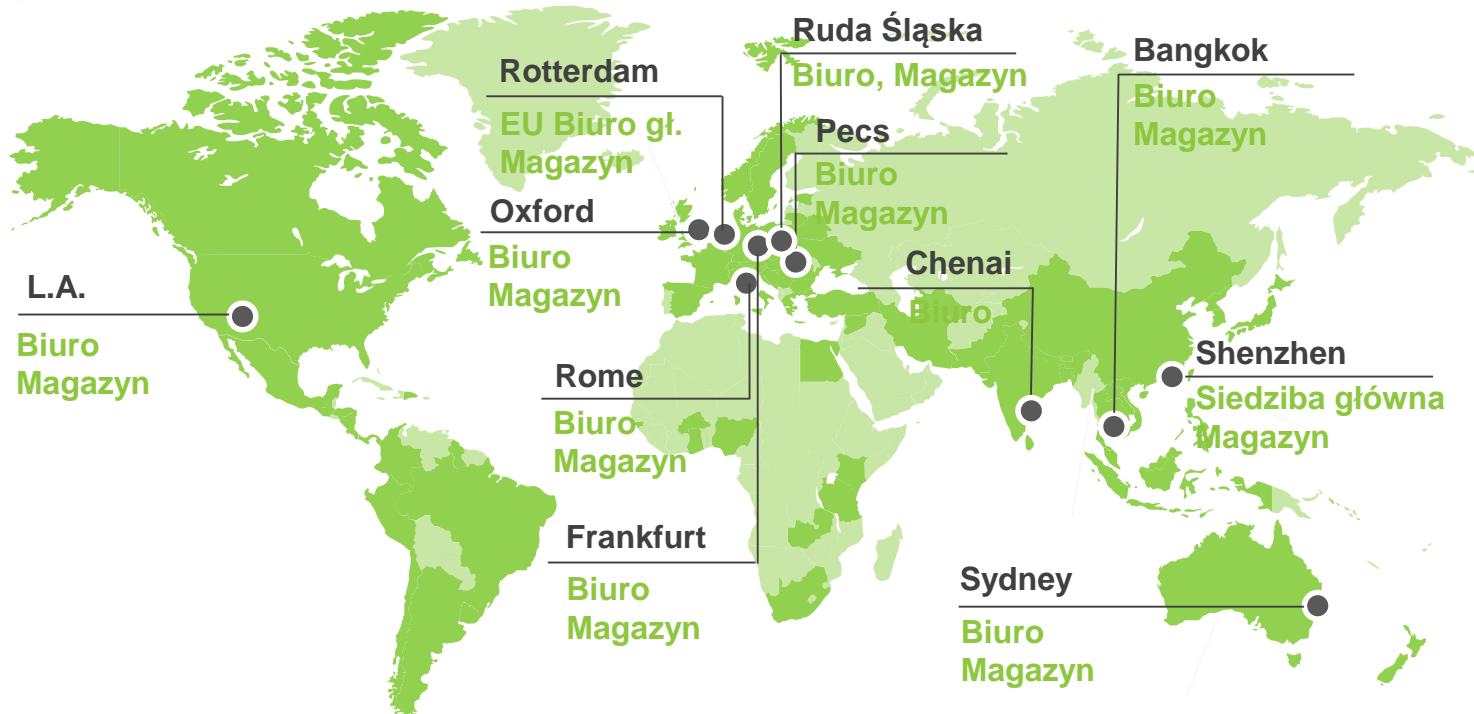 Ruda Śląska
Biuro, Magazyn
Bangkok
Biuro
Magazyn
Rotterdam
EU Biuro gł.
Magazyn
Pecs
Biuro
Magazyn
Oxford
Biuro
Magazyn
Chenai
Biuro
L.A.
Biuro
Magazyn
Shenzhen
Siedziba główna
Magazyn
Rome
Biuro
Magazyn
Frankfurt
Biuro
Magazyn
Sydney
Biuro
Magazyn